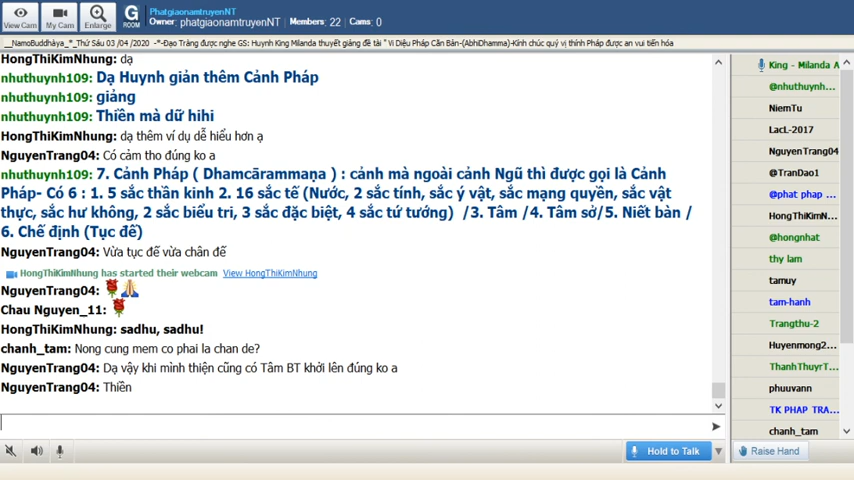 View Cam
My Cam
Enlarge
G
ROOM
PhatgiaonamtruyenNT
Owner: phatgiaonamtruyenNT | Members: 22 | Cams: 0
__NamoBuddhàya_*_Thứ Sáu 03 /04 /2020 -*-Đạo Tràng được nghe GS: Huynh King Milanda thuyết giảng đề tài " Vi Diệu Pháp Căn Bản-(AbhiDhamma)-Kính chúc quý vị thính Pháp được an vui tiến hóa
HongThiKimNhung: dạ
nhuthuynh109: Dạ Huynh giản thêm Cảnh Pháp
nhuthuynh109: giảng
nhuthuynh109: Thiền mà dữ hihi
HongThiKimNhung: dạ thêm ví dụ dễ hiểu hơn ạ
NguyenTrang04: Có cảm thọ đúng ko a
nhuthuynh109: 7. Cảnh Pháp ( Dhamcārammaṇa ) : cảnh mà ngoài cảnh Ngũ thì được gọi là Cảnh
Pháp- Có 6 : 1. 5 sắc thần kinh 2. 16 sắc tế (Nước, 2 sắc tính, sắc ý vật, sắc mạng quyền, sắc vật
thực, sắc hư không, 2 sắc biểu tri, 3 sắc đặc biệt, 4 sắc tứ tướng) /3. Tâm /4. Tâm sở/5. Niết bàn /
6. Chế định (Tục đế)
NguyenTrang04: Vừa tục đế vừa chân đế
HongThiKimNhung has started their webcam View HongThiKimNhung
NguyenTrang04:
Chau Nguyen_11:
HongThiKimNhung: sadhu, sadhu!
chanh_tam: Nong cung mem co phai la chan de?
NguyenTrang04: Dạ vậy khi mình thiện cũng có Tâm BT khởi lên đúng ko a
NguyenTrang04: Thiền
Hold to Talk
King - Milanda A
@nhuthuynh...
NiemTu
LacL-2017
NguyenTrang04
@TranDao1
@phat phap ...
HongThiKimN...
@hongnhat
thy lam
tamuy
tam-hanh
Trangthu-2
Huyenmong2...
ThanhThuyrT...
phuuvann
TK PHAP TRA...
chanh_tam
Raise Hand